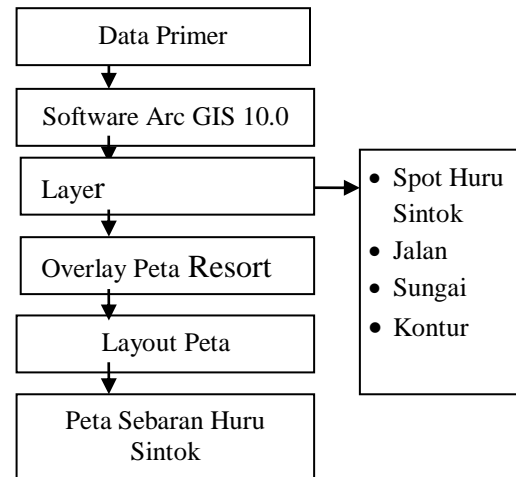 Data Primer
Software Arc GIS 10.0
Layer
• Spot Huru
Sintok
• Jalan
• Sungai
• Kontur
Overlay Peta Resort
Layout Peta
Peta Sebaran Huru
Sintok